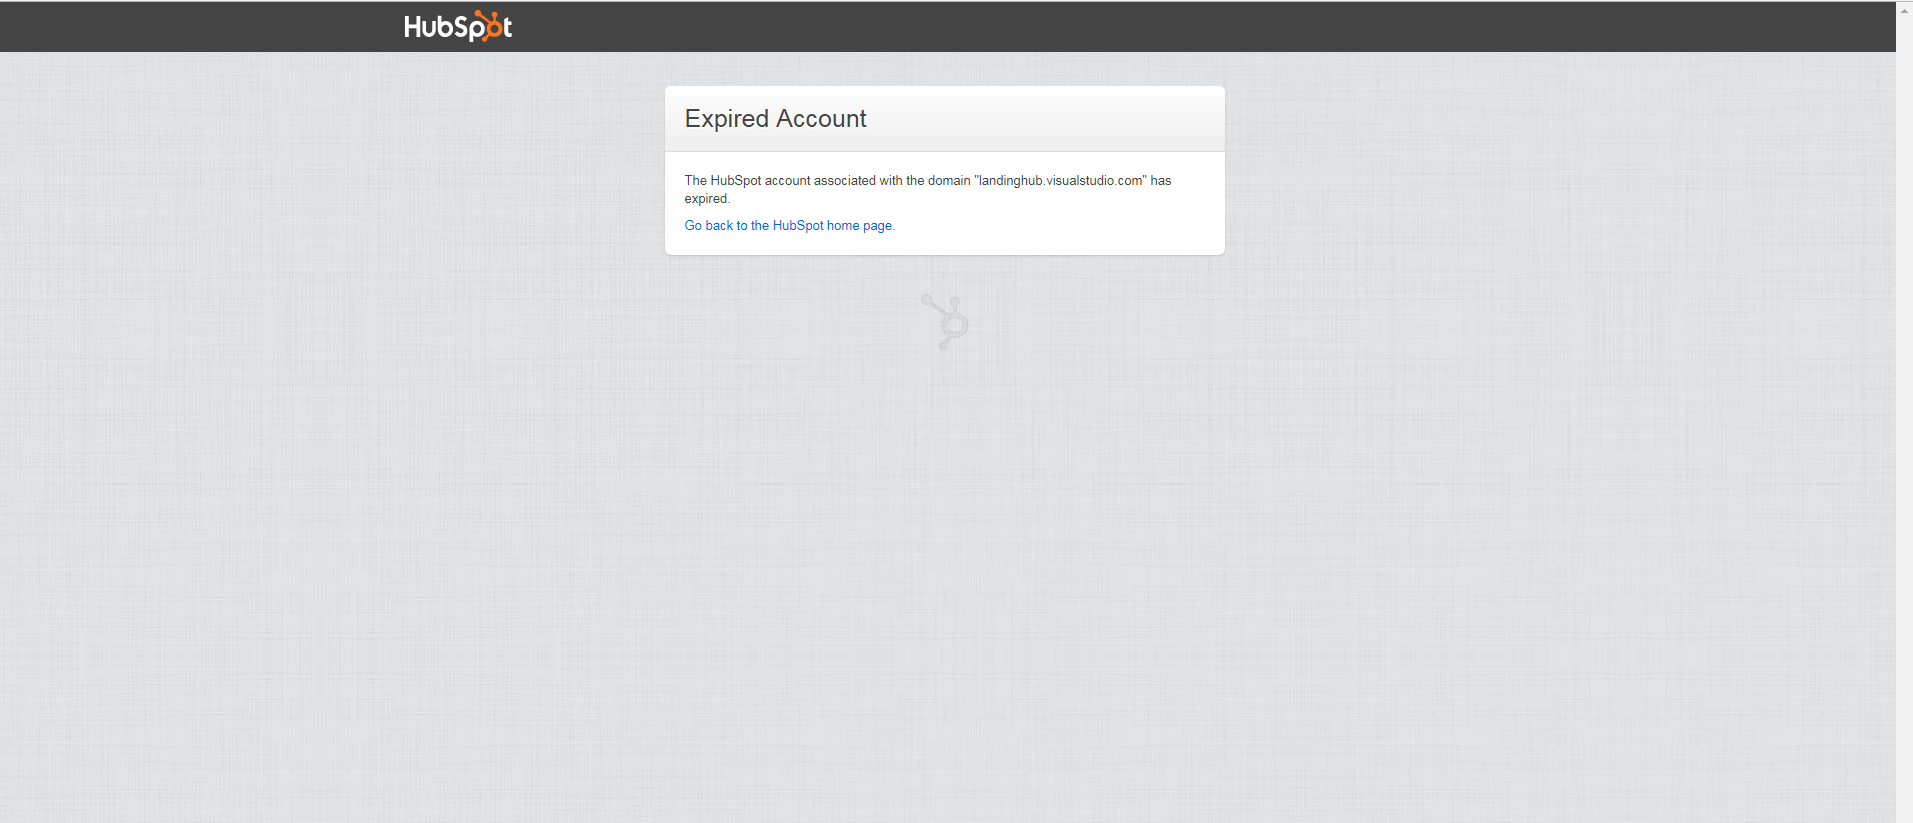 HubSpot
Expired Account
The HubSpot account associated with the domain "landinghub.visualstudio.com" has
expired.
Go back to the HubSpot home page.